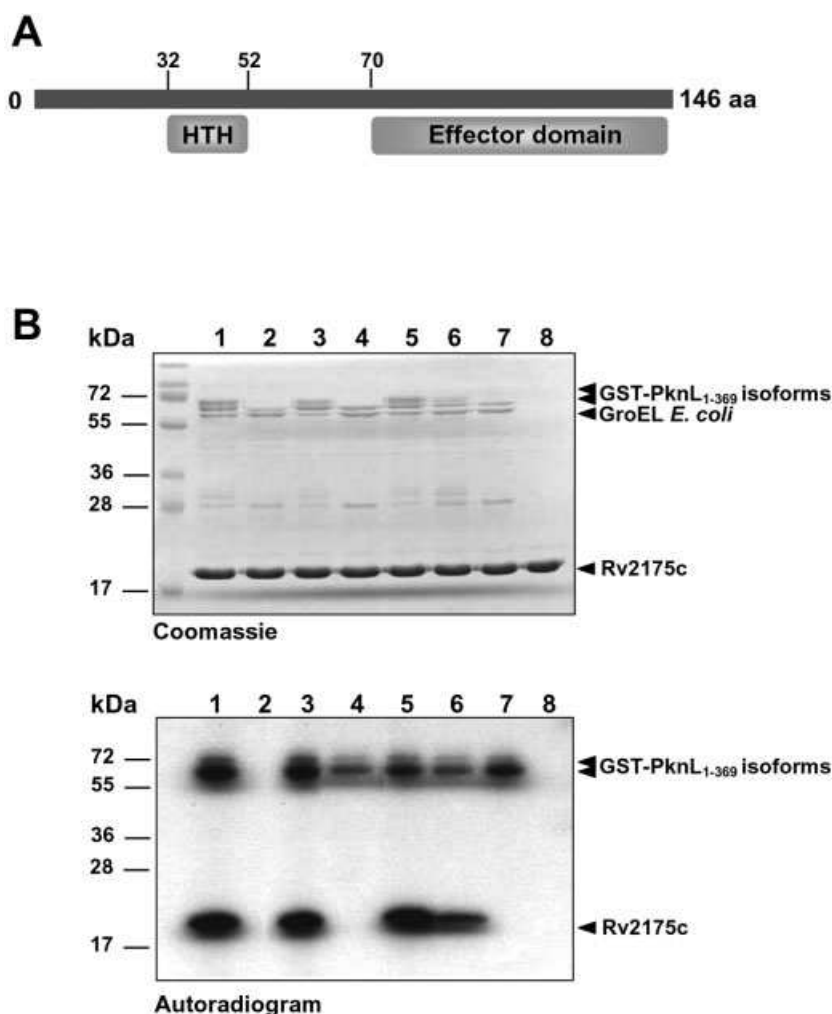 A
32 52 70
0 146 aa
HTH Effector domain
B
kDa 1 2 3 4 5 6 7 8
72 GST-PknL1-369 isoforms
55 GroEL E. coli
36
28
Rv2175c
17
Coomassie
kDa 1 2 3 4 5 6 7 8
72 GST-PknL1-369 isoforms
55
36
28
Rv2175c
17
Autoradiogram